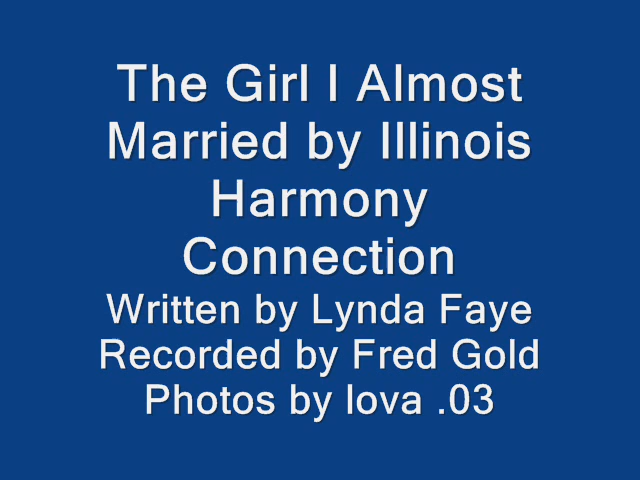 The Girl I Almost
Married by Illinois
Harmony
Connection
Written by Lynda Faye
Recorded by Fred Gold
Photos by lova .03